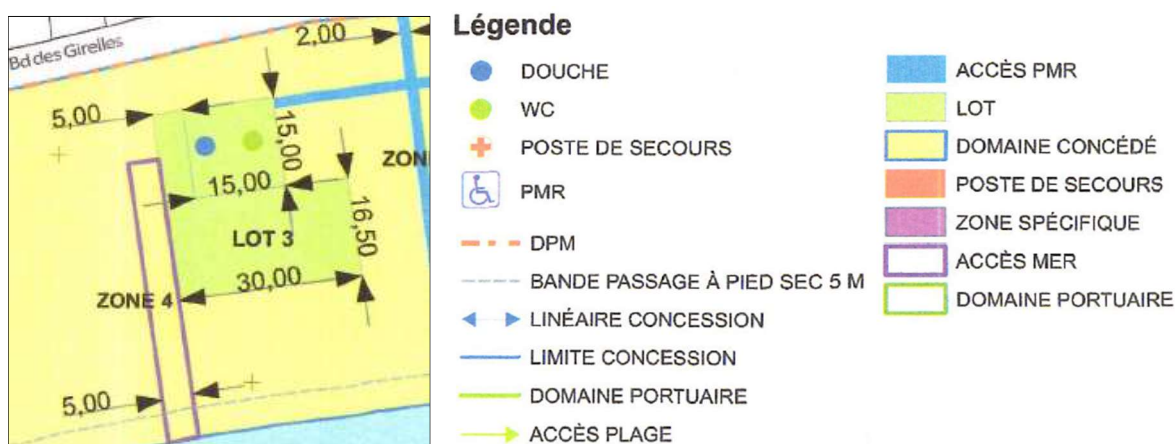 Bd des Girelles
2,00
5,00
15,00
ZONE
15,00
16,50
LOT 3
30,00
ZONE 4
5,00
Légende
DOUCHE
WC
POSTE DE SECOURS
PMR
DPM
BANDE PASSAGE À PIED SEC 5 M
LINÉAIRE CONCESSION
LIMITE CONCESSION
DOMAINE PORTUAIRE
ACCÈS PLAGE
ACCÈS PMR
LOT
DOMAINE CONCÉDÉ
POSTE DE SECOURS
ZONE SPÉCIFIQUE
ACCÈS MER
DOMAINE PORTUAIRE